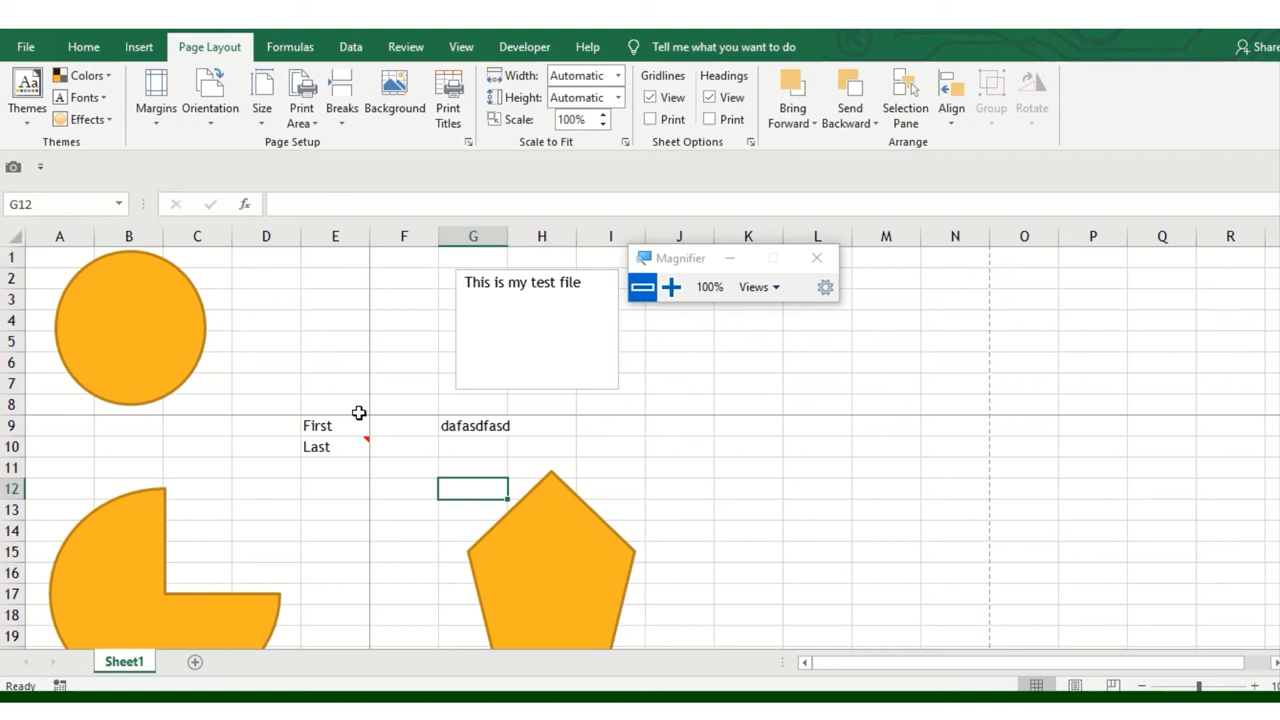 File Home Insert Page Layout Formulas Data Review View Developer Help Tell me what you want to do Share
Themes Colors Fonts Effects Margins Orientation Size Print Area Breaks Background Print Titles Width: Automatic Height: Automatic Scale: 100% Gridlines View Print Headings View Print Bring Forward Send Backward Selection Pane Align Group Rotate
Themes Page Setup Scale to Fit Sheet Options Arrange
G12 fx
A B C D E F G H I J K L M N O P Q R
Magnifier
100% Views
1
2 This is my test file
3
4
5
6
7
8
9 First dafasdfasd
10 Last
11
12
13
14
15
16
17
18
19
Sheet1
Ready